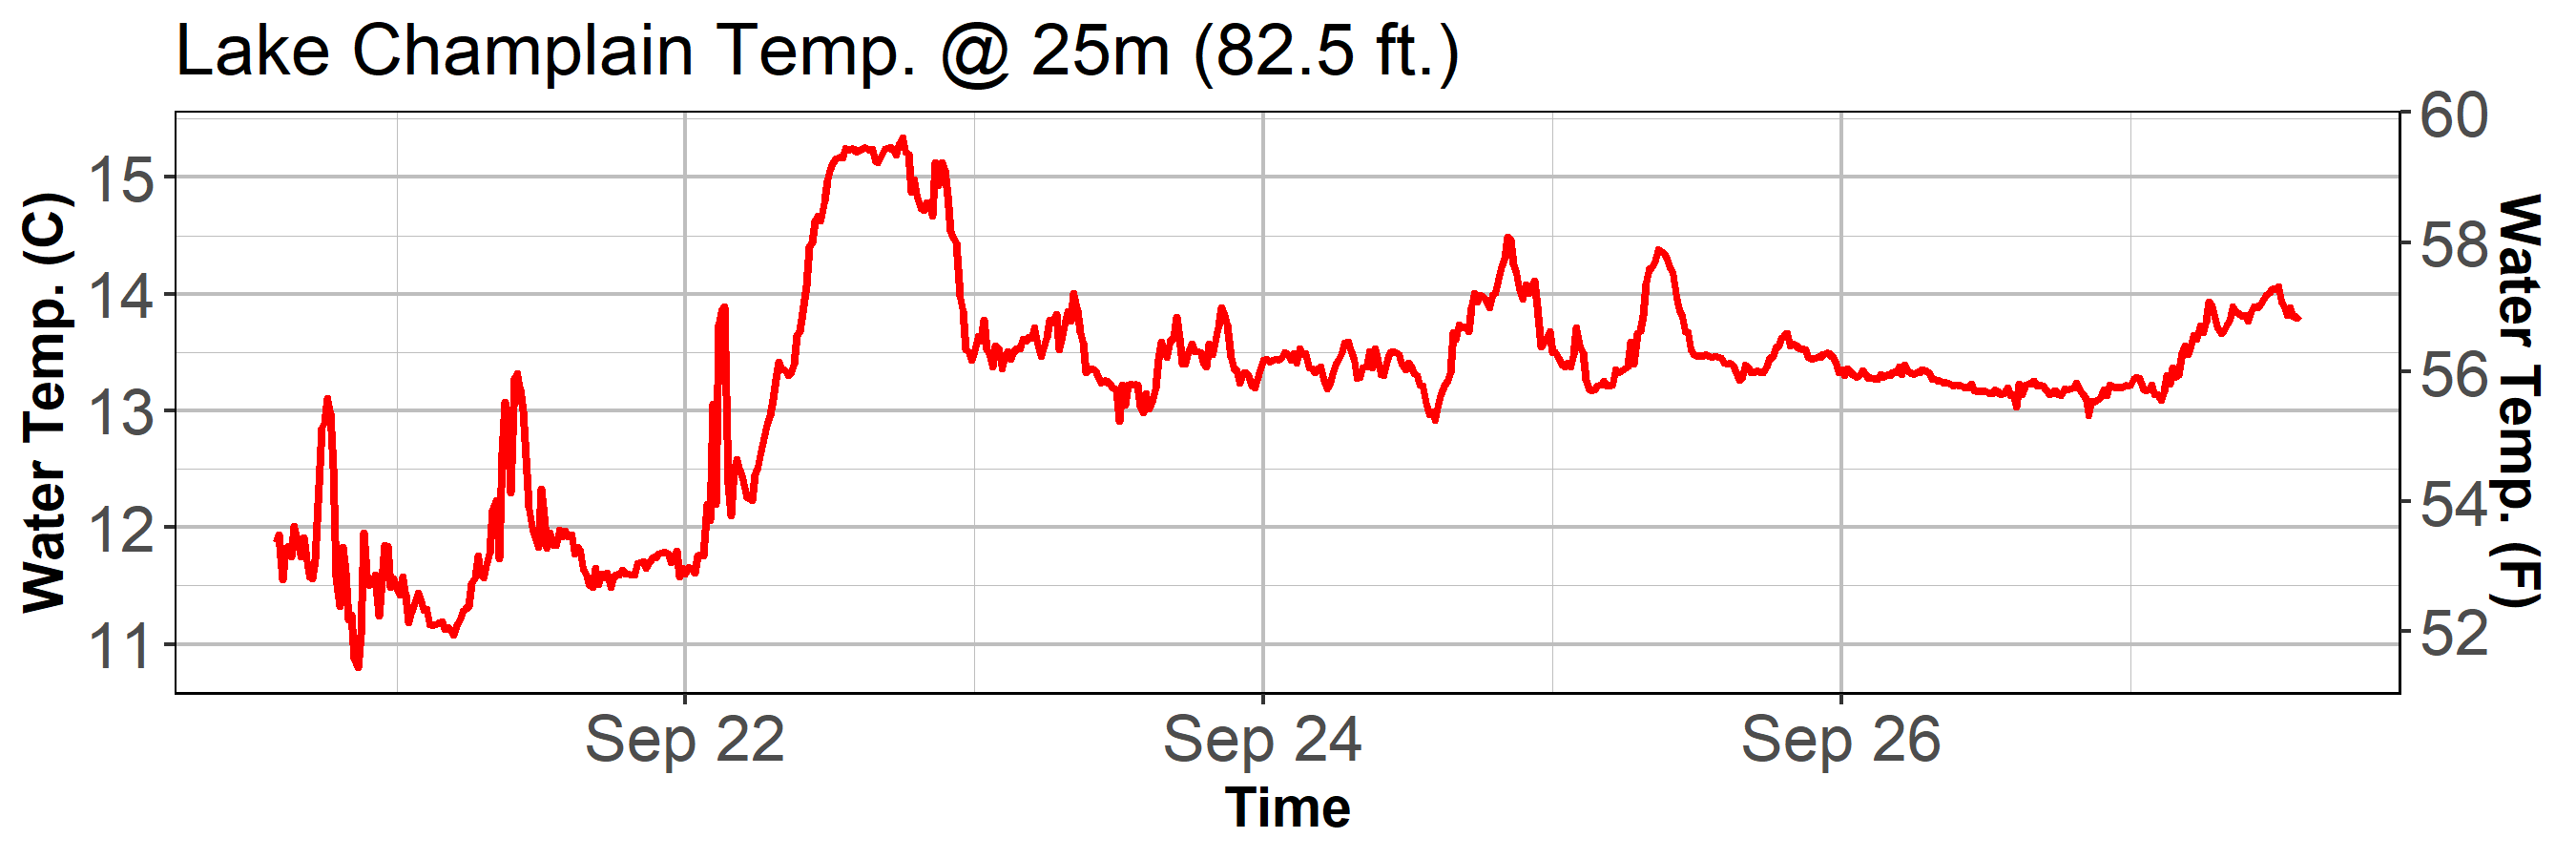 Lake Champlain Temp. @ 25m (82.5 ft.)
Water Temp. (C)
15
14
13
12
11
60
58
56
54
52
Water Temp. (F)
Sep 22 Sep 24 Sep 26
Time